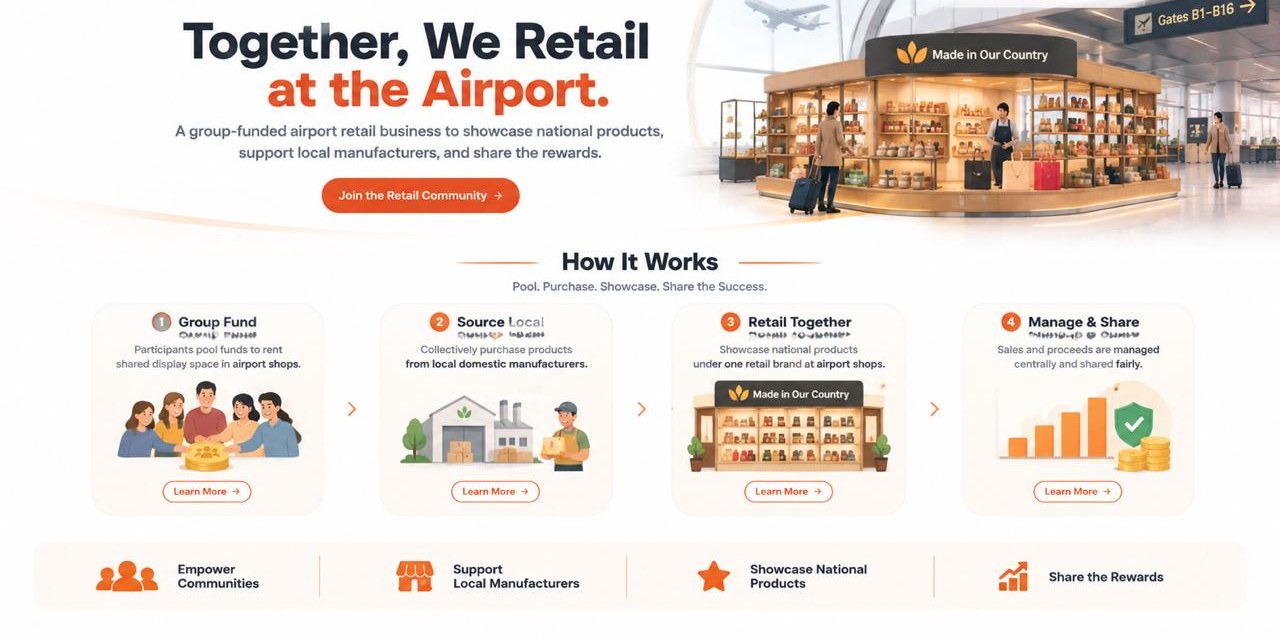 Together, We Retail
at the Airport.
A group-funded airport retail business to showcase national products,
support local manufacturers, and share the rewards.
Join the Retail Community →
Gates B1–B16 →
Made in Our Country
How It Works
Pool. Purchase. Showcase. Share the Success.
1 Group Fund
Participants pool funds to rent
shared display space in airport shops.
Learn More →
2 Source Local
Collectively purchase products
from local domestic manufacturers.
Learn More →
3 Retail Together
Showcase national products
under one retail brand at airport shops.
Made in Our Country
Learn More →
4 Manage & Share
Sales and proceeds are managed
centrally and shared fairly.
Learn More →
Empower
Communities
Support
Local Manufacturers
Showcase National
Products
Share the Rewards